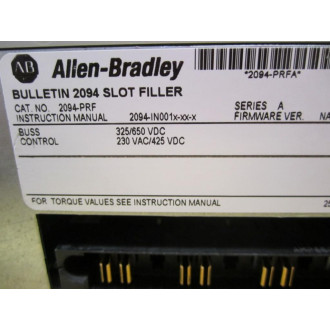 AB Allen-Bradley
*2094-PRFA*
BULLETIN 2094 SLOT FILLER
CAT. NO. 2094-PRF SERIES A
INSTRUCTION MANUAL 2094-IN001x-xx-x FIRMWARE VER. NA
BUSS 325/650 VDC
CONTROL 230 VAC/425 VDC
FOR TORQUE VALUES SEE INSTRUCTION MANUAL